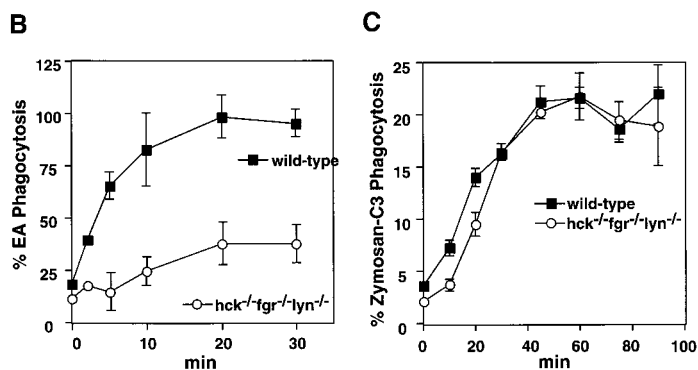 B
% EA Phagocytosis
125
100
75
50
25
0
wild-type
hck-/-fgr-/-lyn-/-
0
10
20
30
min
C
% Zymosan-C3 Phagocytosis
25
20
15
10
5
0
wild-type
hck-/-fgr-/-lyn-/-
0
20
40
60
80
100
min